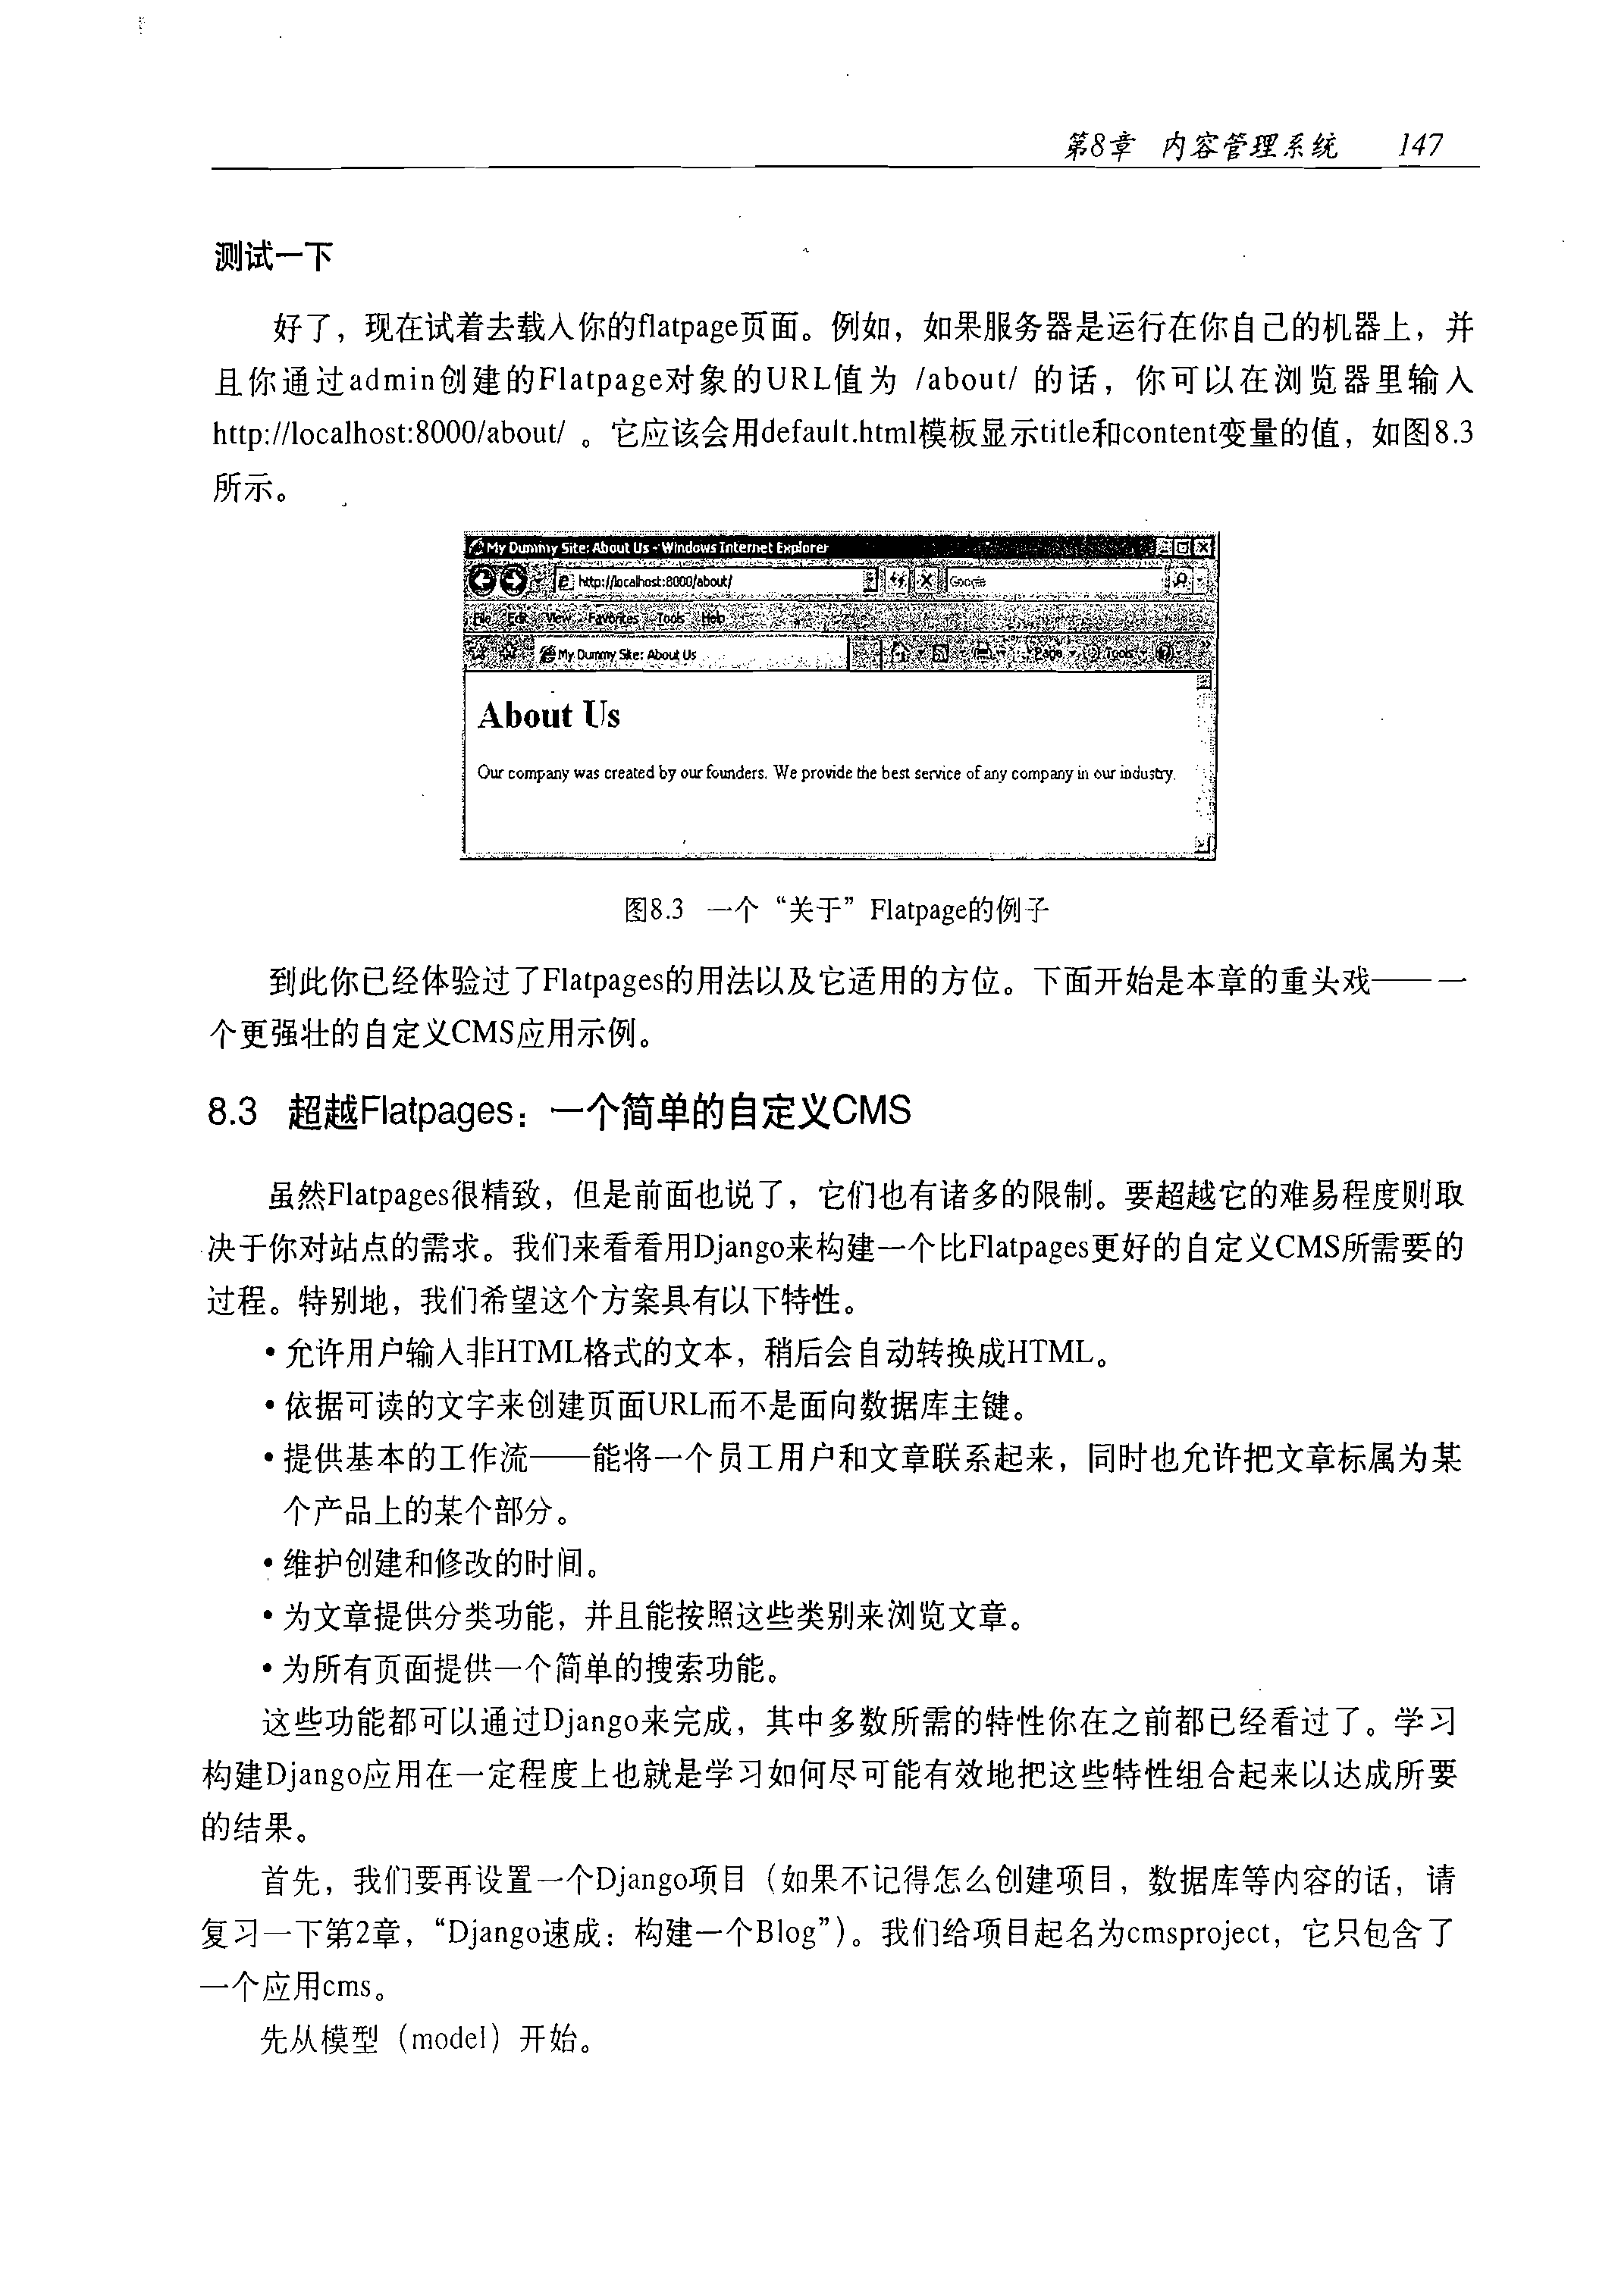 第8章 内容管理系统 147
测试一下
好了，现在试着去载入你的flatpage页面。例如，如果服务器是运行在你自己的机器上，并
且你通过admin创建的Flatpage对象的URL值为 /about/ 的话，你可以在浏览器里输入
http://localhost:8000/about/ 。它应该会用default.html模板显示title和content变量的值，如图8.3
所示。
My Dummy Site: About Us - Windows Internet Explorer
http://localhost:8000/about/ Google
File Edit View Favorites Tools Help
My Dummy Site: About Us Page Tools
About Us
Our company was created by our founders. We provide the best service of any company in our industry.
图8.3 一个“关于”Flatpage的例子
到此你已经体验过了Flatpages的用法以及它适用的方位。下面开始是本章的重头戏——一
个更强壮的自定义CMS应用示例。
8.3 超越Flatpages：一个简单的自定义CMS
虽然Flatpages很精致，但是前面也说了，它们也有诸多的限制。要超越它的难易程度则取
决于你对站点的需求。我们来看看用Django来构建一个比Flatpages更好的自定义CMS所需要的
过程。特别地，我们希望这个方案具有以下特性。
•允许用户输入非HTML格式的文本，稍后会自动转换成HTML。
•依据可读的文字来创建页面URL而不是面向数据库主键。
•提供基本的工作流——能将一个员工用户和文章联系起来，同时也允许把文章标属为某
个产品上的某个部分。
•维护创建和修改的时间。
•为文章提供分类功能，并且能按照这些类别来浏览文章。
•为所有页面提供一个简单的搜索功能。
这些功能都可以通过Django来完成，其中多数所需的特性你在之前都已经看过了。学习
构建Django应用在一定程度上也就是学习如何尽可能有效地把这些特性组合起来以达成所要
的结果。
首先，我们要再设置一个Django项目（如果不记得怎么创建项目，数据库等内容的话，请
复习一下第2章，“Django速成：构建一个Blog”）。我们给项目起名为cmsproject，它只包含了
一个应用cms。
先从模型（model）开始。